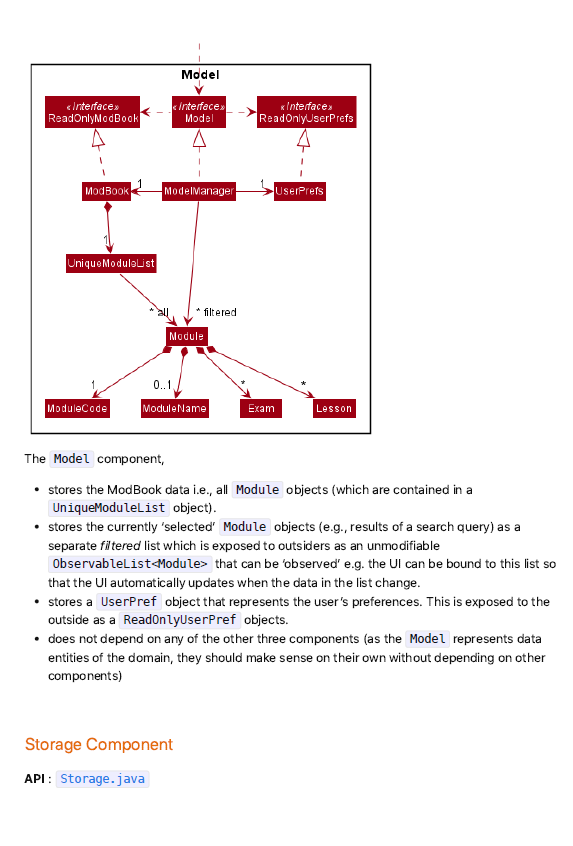 Model
«Interface»
ReadOnlyModBook
«Interface»
Model
«Interface»
ReadOnlyUserPrefs
ModBook
1
ModelManager
1
UserPrefs
1
UniqueModuleList
* all
* filtered
Module
1
0..1
*
*
ModuleCode
ModuleName
Exam
Lesson
The Model component,
• stores the ModBook data i.e., all Module objects (which are contained in a
UniqueModuleList object).
• stores the currently ‘selected’ Module objects (e.g., results of a search query) as a
separate filtered list which is exposed to outsiders as an unmodifiable
ObservableList<Module> that can be ‘observed’ e.g. the UI can be bound to this list so
that the UI automatically updates when the data in the list change.
• stores a UserPref object that represents the user’s preferences. This is exposed to the
outside as a ReadOnlyUserPref objects.
• does not depend on any of the other three components (as the Model represents data
entities of the domain, they should make sense on their own without depending on other
components)
Storage Component
API : Storage.java